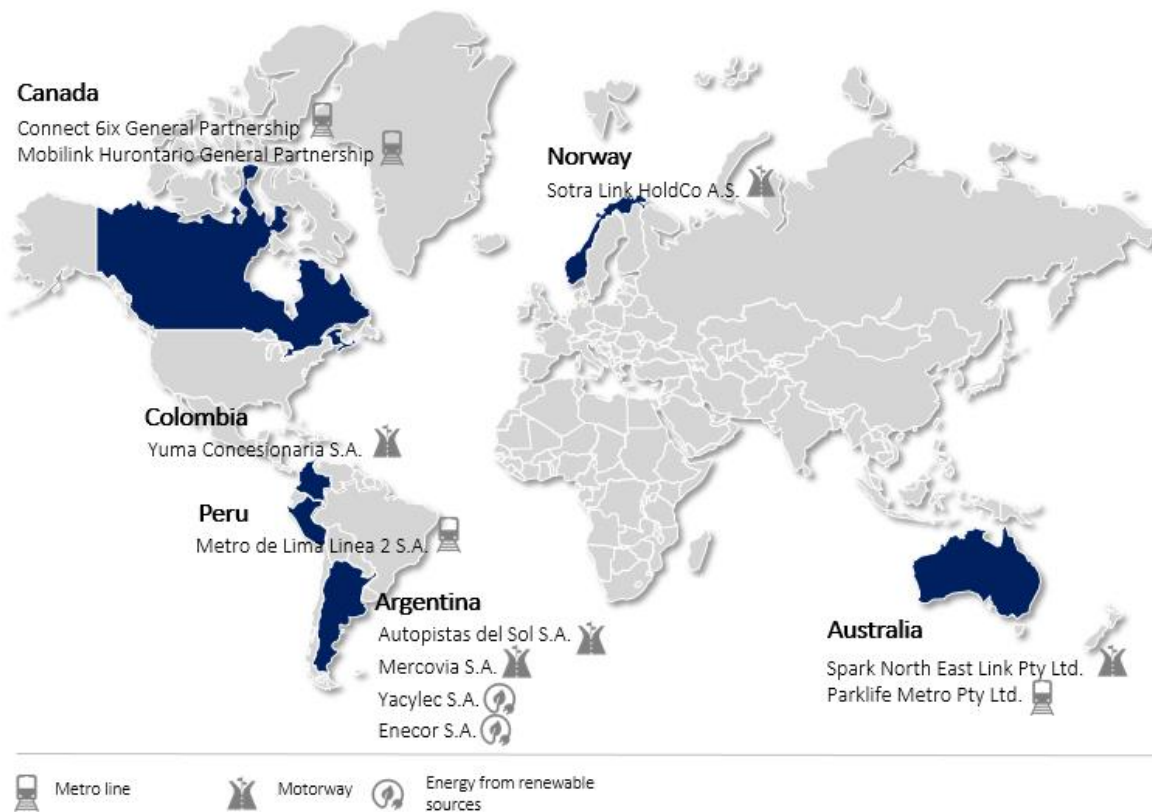 Canada
Connect 6ix General Partnership
Mobilink Hurontario General Partnership
Norway
Sotra Link HoldCo A.S.
Colombia
Yuma Concesionaria S.A.
Peru
Metro de Lima Linea 2 S.A.
Argentina
Autopistas del Sol S.A.
Mercovia S.A.
Yacylec S.A.
Enecor S.A.
Australia
Spark North East Link Pty Ltd.
Parklife Metro Pty Ltd.
Metro line
Motorway
Energy from renewable
sources